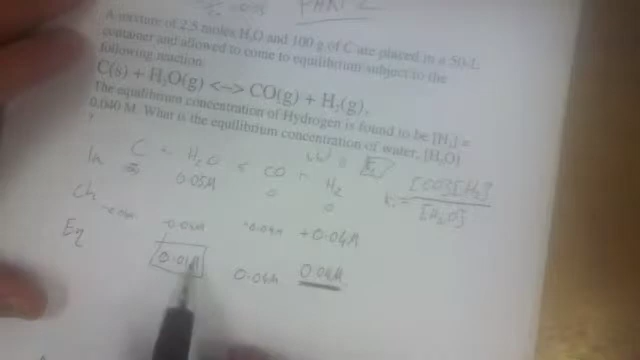 PART 2
A mixture of 2.5 moles H₂O and 100 g of C are placed in a 50-L
container and allowed to come to equilibrium subject to the
following reaction:
C(s) + H₂O(g) <--> CO(g) + H₂(g),
The equilibrium concentration of Hydrogen is found to be [H₂] =
0.040 M. What is the equilibrium concentration of water, [H₂O]
?
In C + H₂O CO + H₂
0.05M 0 0
[CO][H₂]
[H₂O]
Ch -0.04M +0.04M
Eq 0.01M 0.04M 0.04M